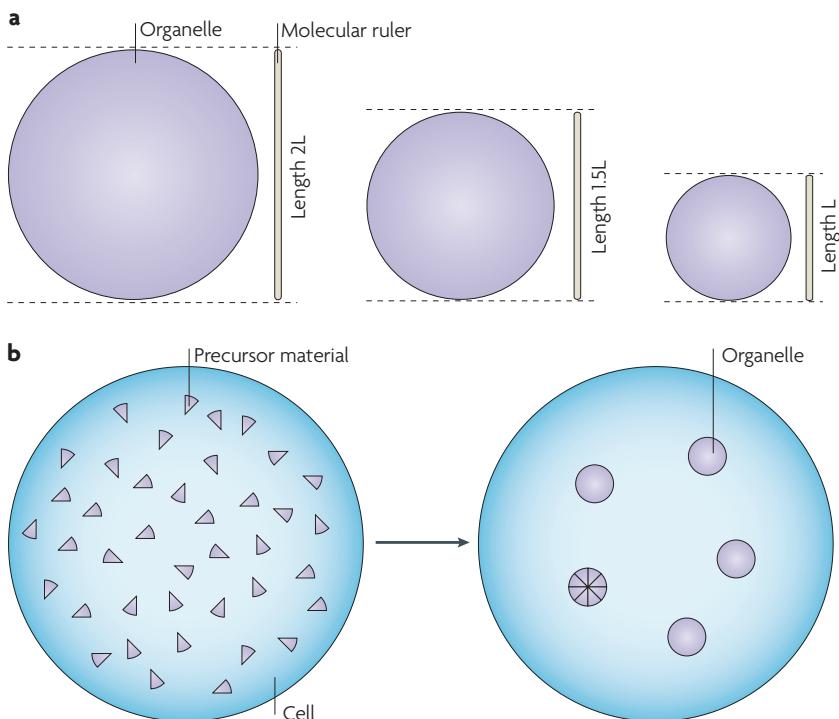 a
Organelle
Molecular ruler
Length 2L
Length 1.5L
Length L
b
Precursor material
Organelle
Cell